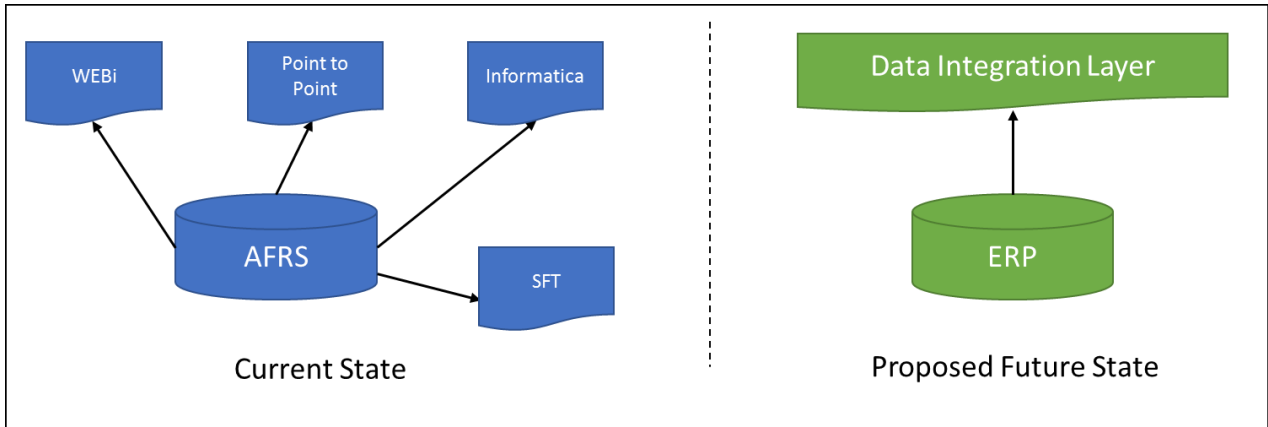 WEBi
Point to
Point
Informatica
AFRS
SFT
Current State
Data Integration Layer
ERP
Proposed Future State